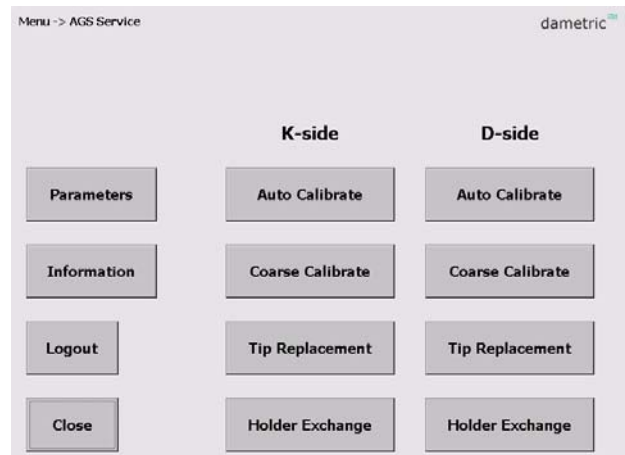 Menu -> AGS Service
dametric
K-side D-side
Parameters Auto Calibrate Auto Calibrate
Information Coarse Calibrate Coarse Calibrate
Logout Tip Replacement Tip Replacement
Close Holder Exchange Holder Exchange